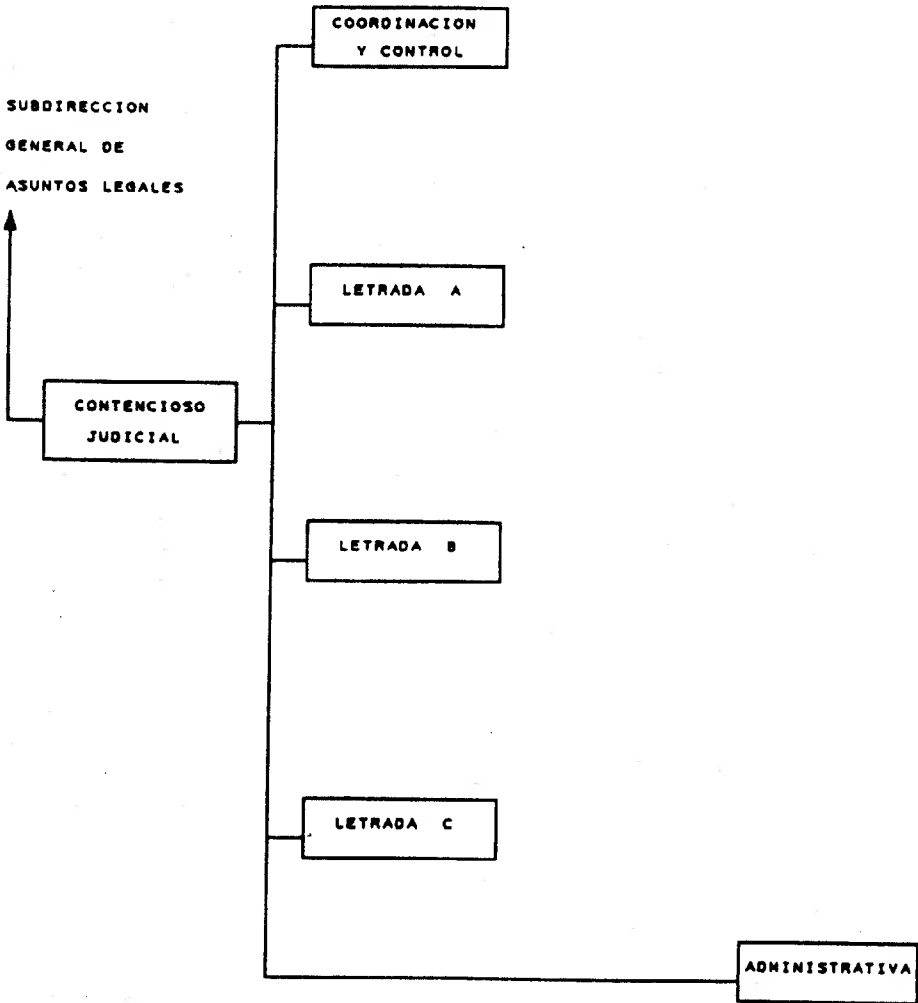 COORDINACION
Y CONTROL
SUBDIRECCION
GENERAL DE
ASUNTOS LEGALES
LETRADA A
CONTENCIOSO
JUDICIAL
LETRADA B
LETRADA C
ADMINISTRATIVA